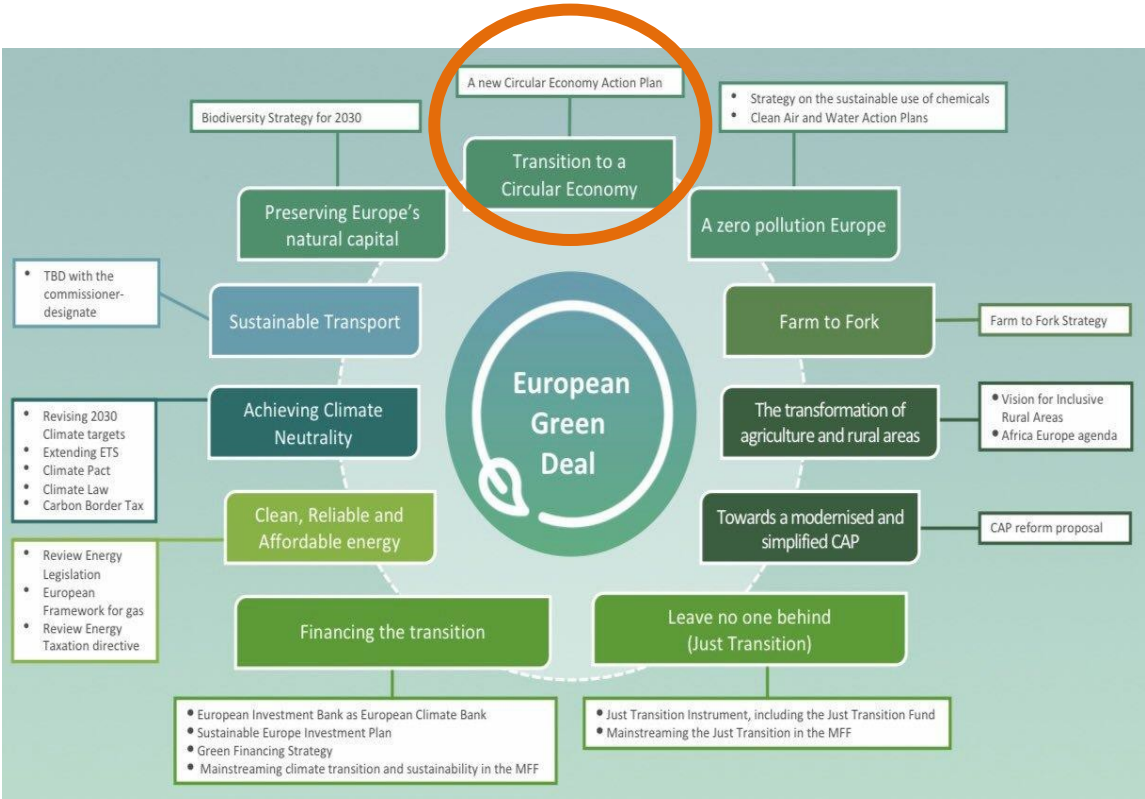 A new Circular Economy Action Plan
Biodiversity Strategy for 2030
• Strategy on the sustainable use of chemicals
• Clean Air and Water Action Plans
Transition to a
Circular Economy
Preserving Europe's
natural capital
A zero pollution Europe
• TBD with the
commissioner-
designate
Sustainable Transport
Farm to Fork
Farm to Fork Strategy
European
Green
Deal
• Revising 2030
Climate targets
• Extending ETS
• Climate Pact
• Climate Law
• Carbon Border Tax
Achieving Climate
Neutrality
The transformation of
agriculture and rural areas
• Vision for Inclusive
Rural Areas
• Africa Europe agenda
Clean, Reliable and
Affordable energy
Towards a modernised and
simplified CAP
CAP reform proposal
• Review Energy
Legislation
• European
Framework for gas
• Review Energy
Taxation directive
Financing the transition
Leave no one behind
(Just Transition)
• European Investment Bank as European Climate Bank
• Sustainable Europe Investment Plan
• Green Financing Strategy
• Mainstreaming climate transition and sustainability in the MFF
• Just Transition Instrument, including the Just Transition Fund
• Mainstreaming the Just Transition in the MFF